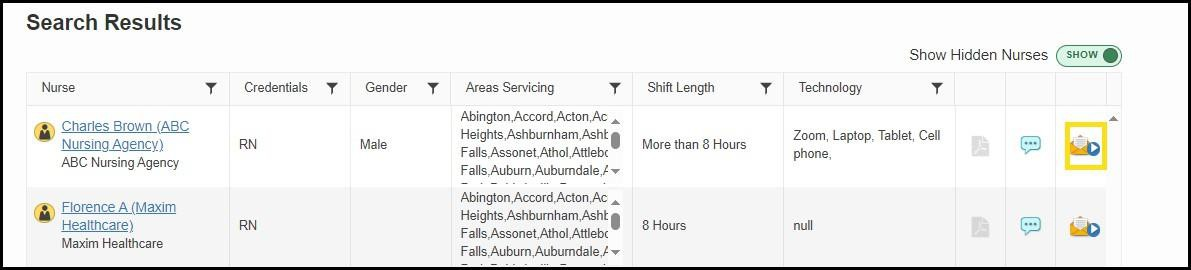 Search Results
Show Hidden Nurses SHOW
Nurse Credentials Gender Areas Servicing Shift Length Technology
Charles Brown (ABC Nursing Agency)
ABC Nursing Agency
RN
Male
Abington,Accord,Acton,Ac
Heights,Ashburnham,Ashb
Falls,Assonet,Athol,Attlebo
Falls,Auburn,Auburndale,A
More than 8 Hours
Zoom, Laptop, Tablet, Cell
phone,
Florence A (Maxim
Healthcare)
Maxim Healthcare
RN
Abington,Accord,Acton,Ac
Heights,Ashburnham,Ashb
Falls,Assonet,Athol,Attlebo
Falls,Auburn,Auburndale,A
8 Hours
null